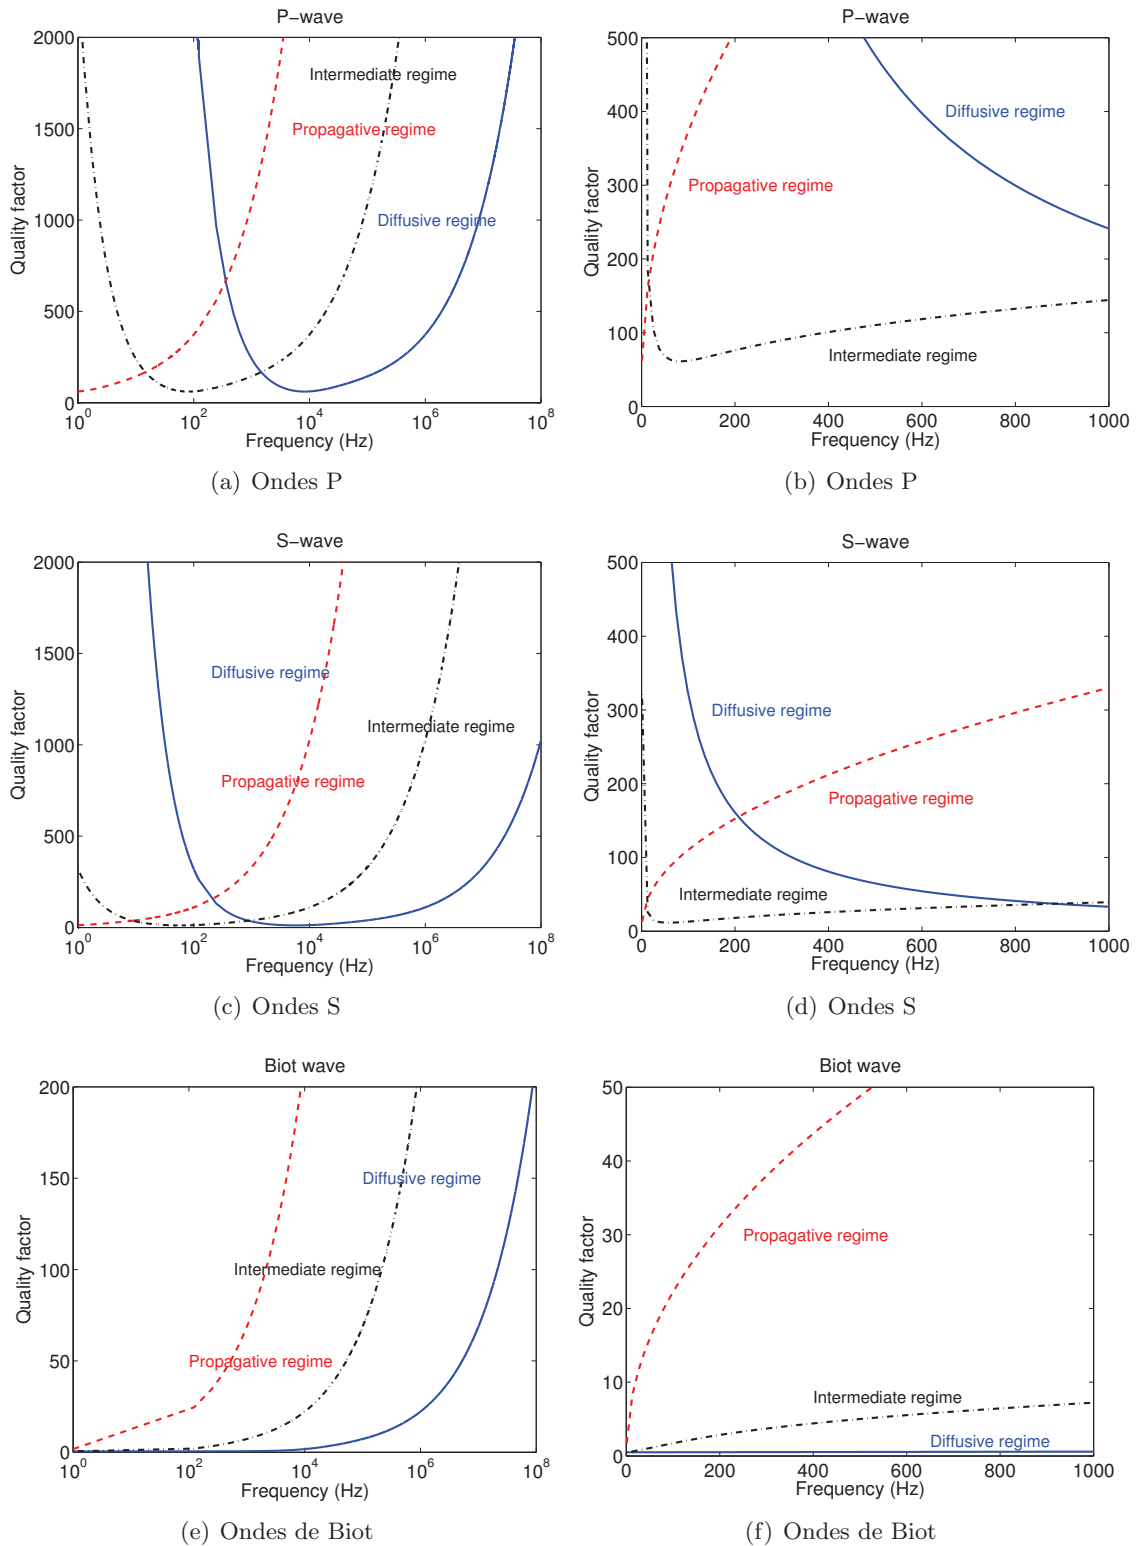 P−wave
2000
1500
1000
500
0
Quality factor
Intermediate regime
Propagative regime
Diffusive regime
10^0 10^2 10^4 10^6 10^8
Frequency (Hz)
(a) Ondes P
P−wave
500
400
300
200
100
0
Quality factor
Diffusive regime
Propagative regime
Intermediate regime
0 200 400 600 800 1000
Frequency (Hz)
(b) Ondes P
S−wave
2000
1500
1000
500
0
Quality factor
Diffusive regime
Intermediate regime
Propagative regime
10^0 10^2 10^4 10^6 10^8
Frequency (Hz)
(c) Ondes S
S−wave
500
400
300
200
100
0
Quality factor
Diffusive regime
Propagative regime
Intermediate regime
0 200 400 600 800 1000
Frequency (Hz)
(d) Ondes S
Biot wave
200
150
100
50
0
Quality factor
Diffusive regime
Intermediate regime
Propagative regime
10^0 10^2 10^4 10^6 10^8
Frequency (Hz)
(e) Ondes de Biot
Biot wave
50
40
30
20
10
0
Quality factor
Propagative regime
Intermediate regime
Diffusive regime
0 200 400 600 800 1000
Frequency (Hz)
(f) Ondes de Biot